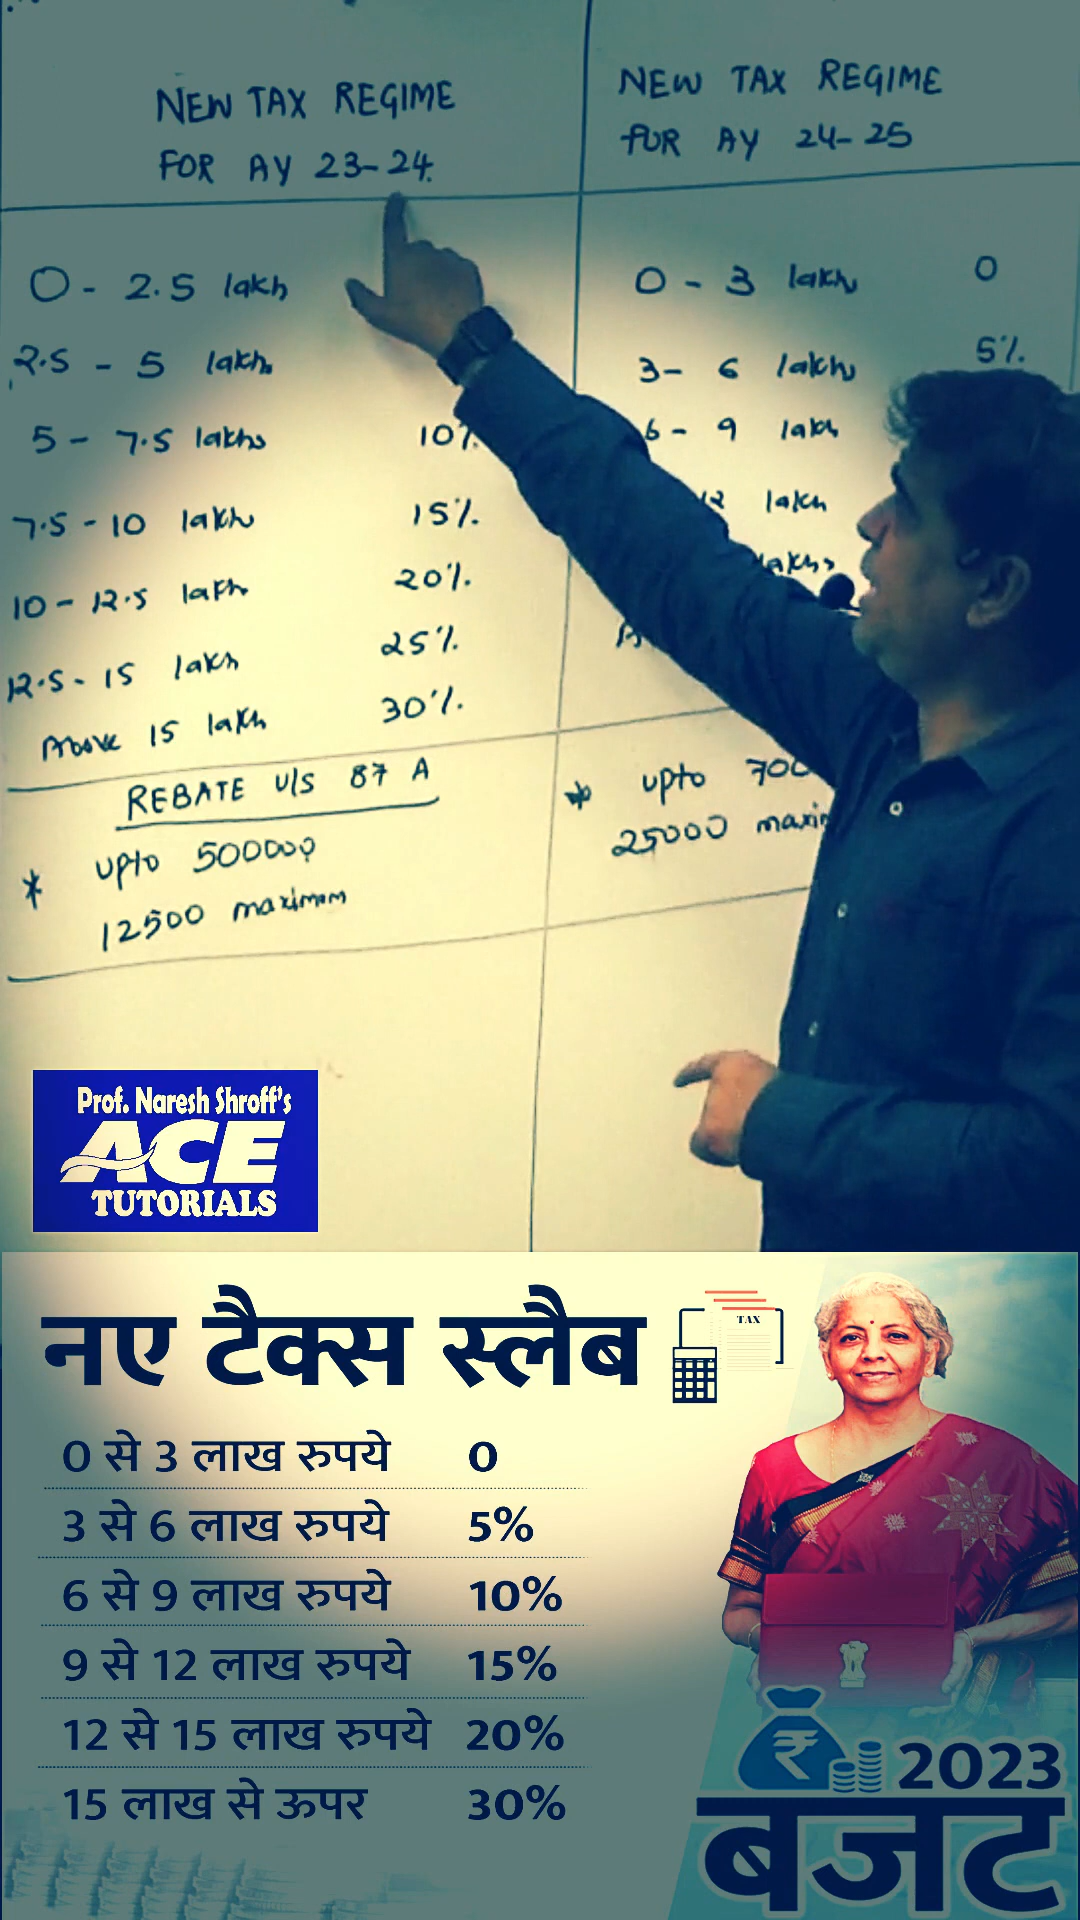 NEW TAX REGIME
FOR AY 23-24.
0 - 2.5 lakh
2.5 - 5 lakh
5 - 7.5 lakhs 10%
7.5 - 10 lakh 15%
10 - 12.5 lakh 20%
12.5 - 15 lakh 25%
Above 15 lakh 30%
REBATE U/S 87 A
* upto 500000
12500 maximum
NEW TAX REGIME
FOR AY 24-25
0 - 3 lakh 0
3 - 6 lakh 5%
6 - 9 lakh
lakh
* upto
25000
Prof. Naresh Shroff's
ACE
TUTORIALS
नए टैक्स स्लैब
TAX
0 से 3 लाख रुपये 0
3 से 6 लाख रुपये 5%
6 से 9 लाख रुपये 10%
9 से 12 लाख रुपये 15%
12 से 15 लाख रुपये 20%
15 लाख से ऊपर 30%
₹ 2023
बजट